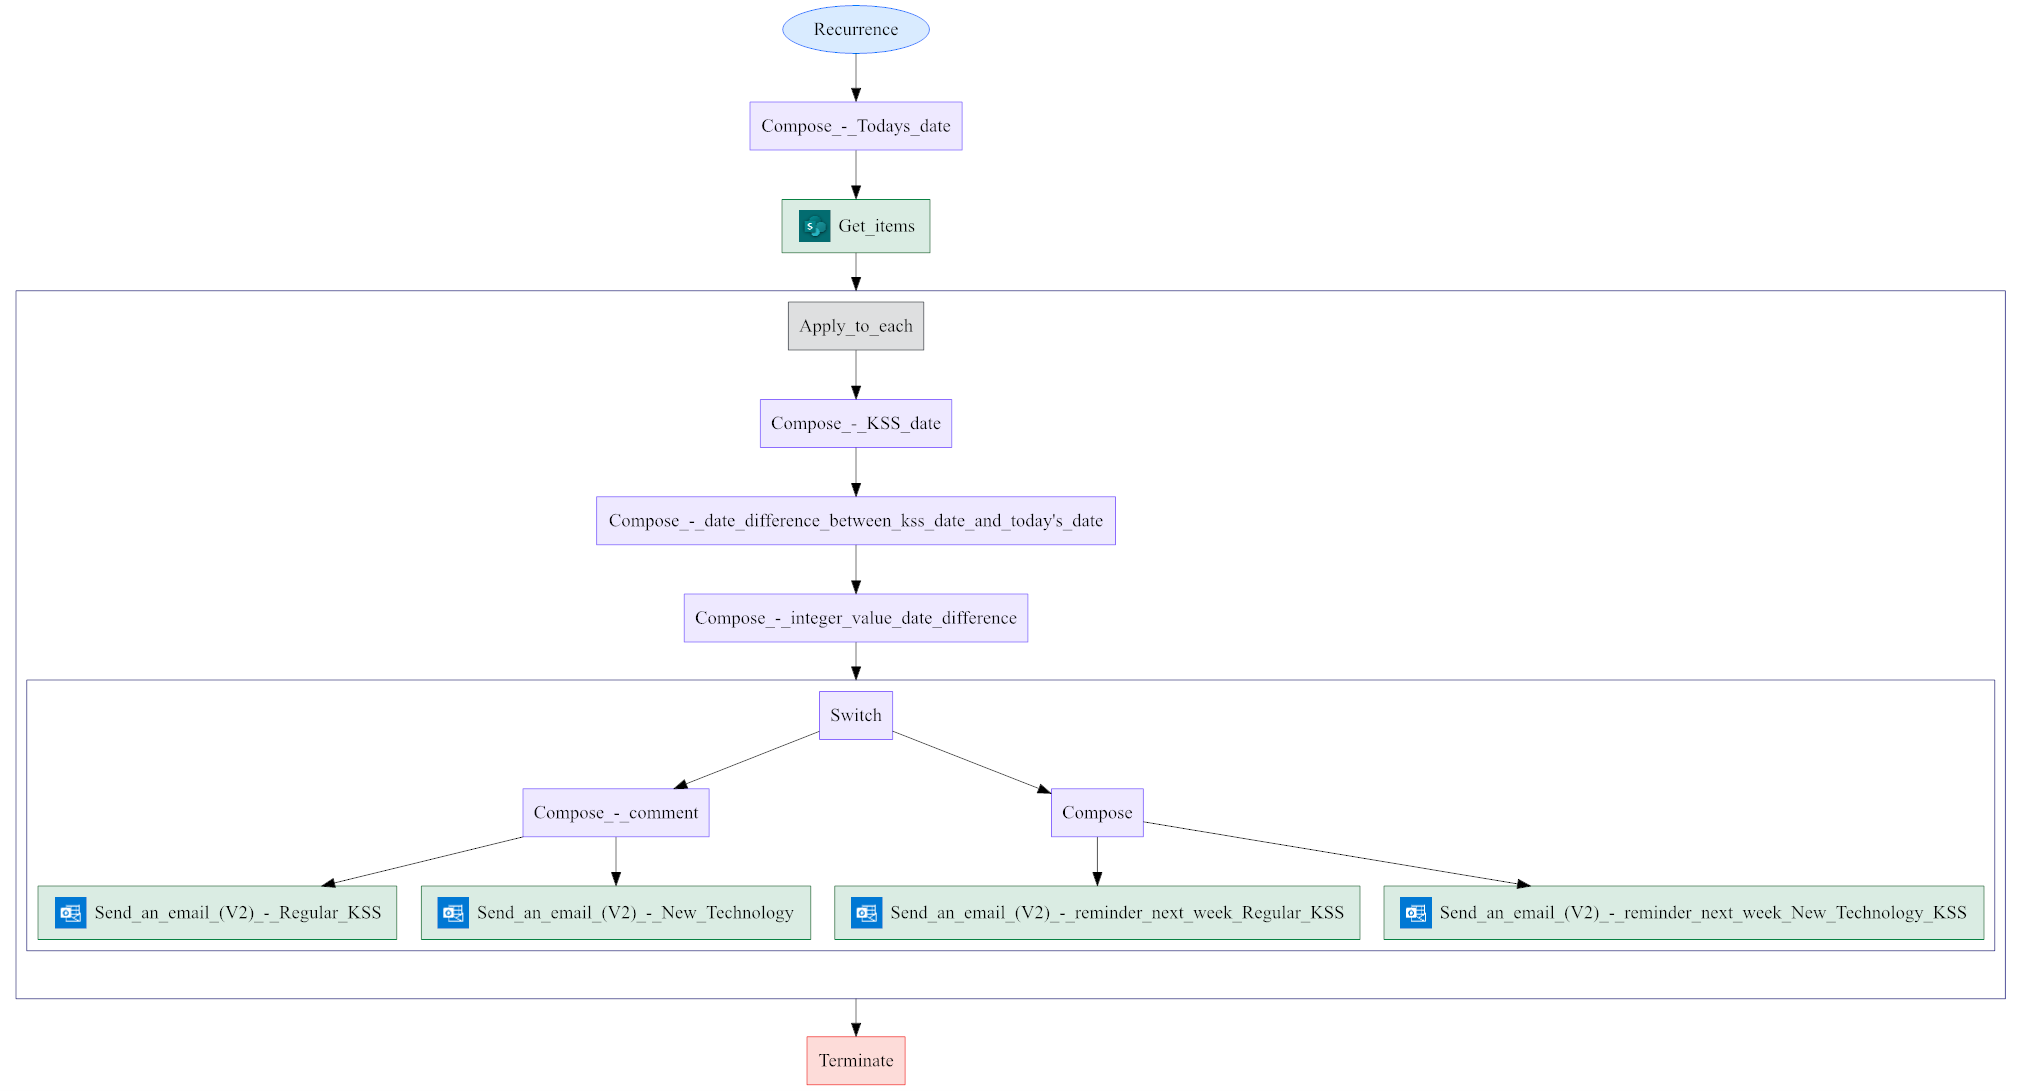 Recurrence
Compose_-_Todays_date
S
Get_items
Apply_to_each
Compose_-_KSS_date
Compose_-_date_difference_between_kss_date_and_today's_date
Compose_-_integer_value_date_difference
Switch
Compose_-_comment
Compose
Send_an_email_(V2)_-_Regular_KSS
Send_an_email_(V2)_-_New_Technology
Send_an_email_(V2)_-_reminder_next_week_Regular_KSS
Send_an_email_(V2)_-_reminder_next_week_New_Technology_KSS
Terminate